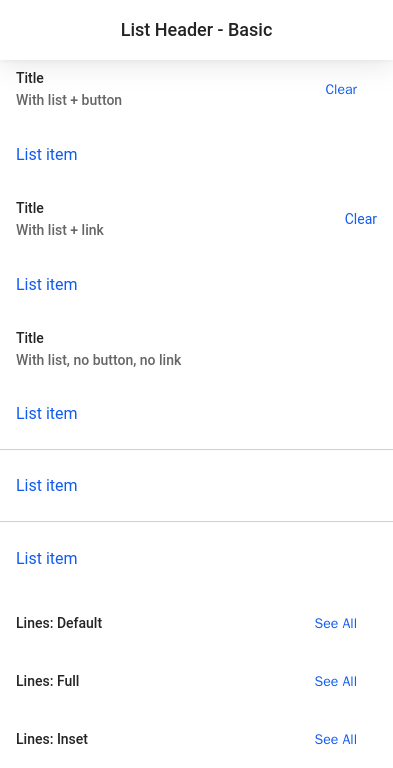 List Header - Basic
Title
With list + button
Clear
List item
Title
With list + link
Clear
List item
Title
With list, no button, no link
List item
List item
List item
Lines: Default
See All
Lines: Full
See All
Lines: Inset
See All